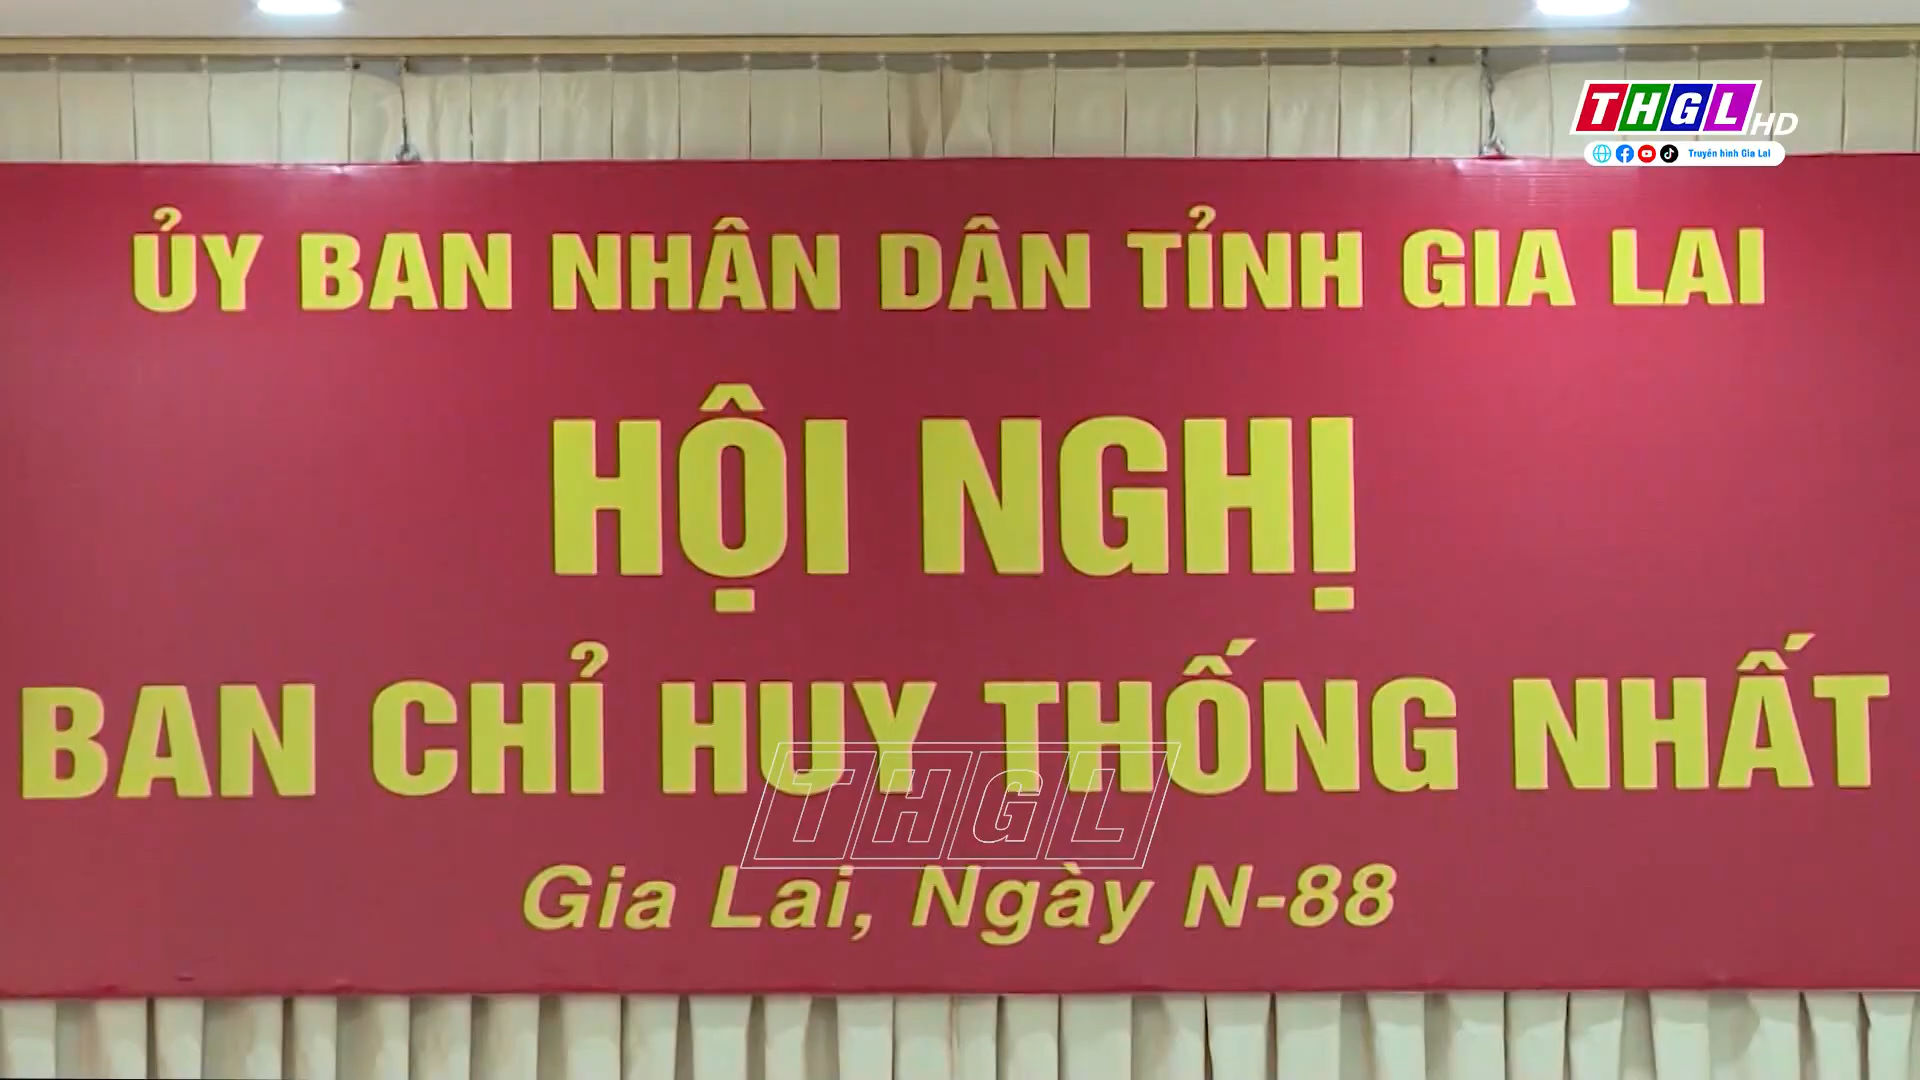 THGL HD
Truyền hình Gia Lai
ỦY BAN NHÂN DÂN TỈNH GIA LAI
HỘI NGHỊ
BAN CHỈ HUY THỐNG NHẤT
THGL
Gia Lai, Ngày N-88